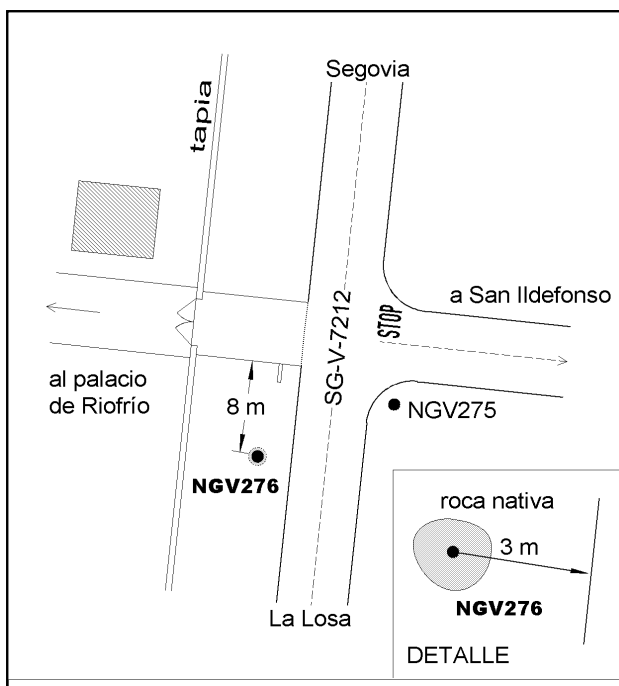 Segovia
tapia
a San Ildefonso
STOP
SG-V-7212
al palacio
de Riofrío
8 m
NGV275
NGV276
roca nativa
3 m
NGV276
La Losa
DETALLE